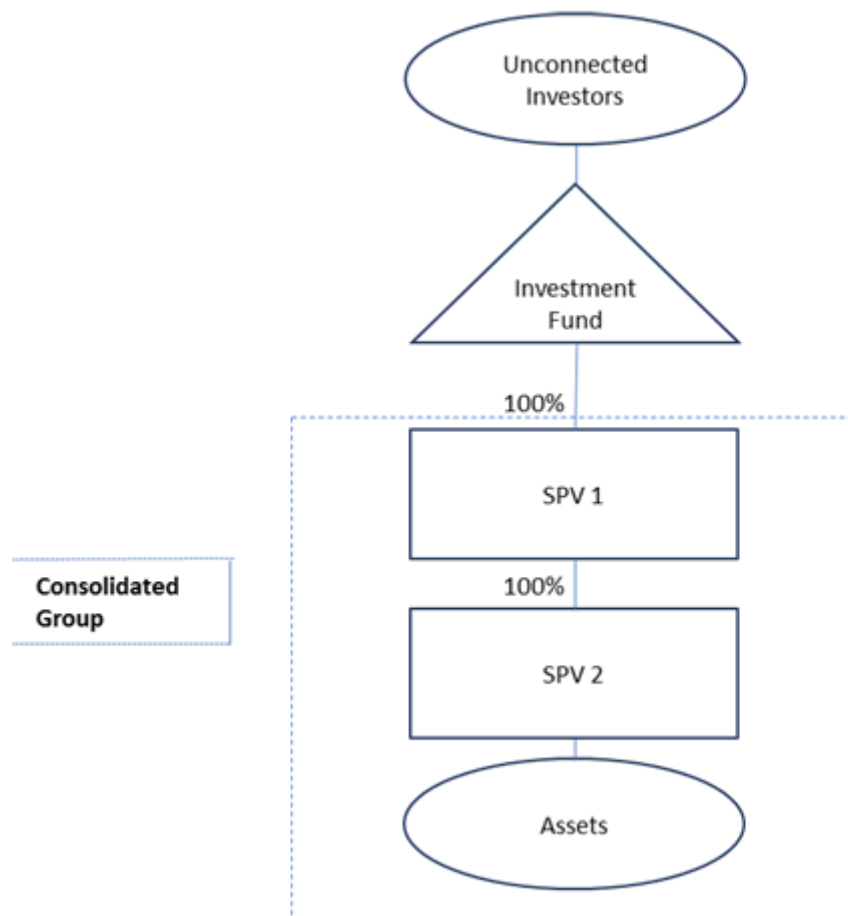 Unconnected
Investors
Investment
Fund
100%
SPV 1
100%
Consolidated
Group
SPV 2
Assets